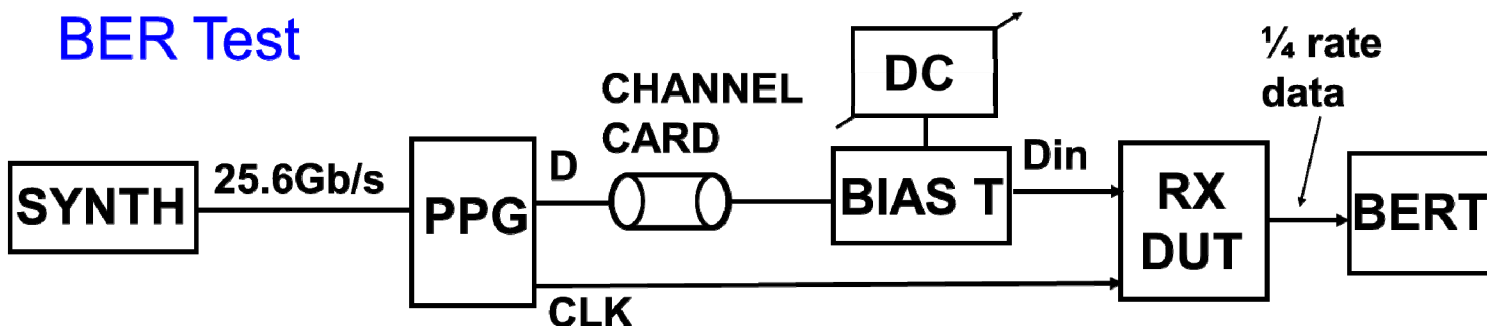 BER Test
DC
¼ rate
data
CHANNEL
CARD
SYNTH
25.6Gb/s
PPG
D
BIAS T
Din
RX
DUT
BERT
CLK